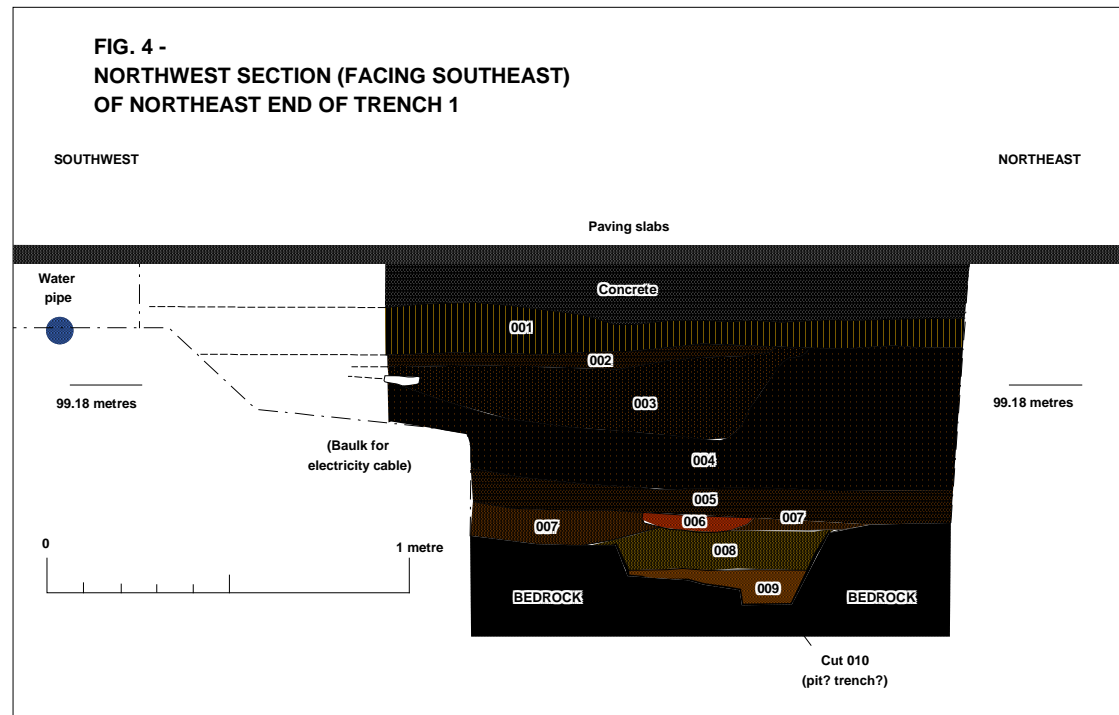 FIG. 4 -
NORTHWEST SECTION (FACING SOUTHEAST)
OF NORTHEAST END OF TRENCH 1
SOUTHWEST
NORTHEAST
Paving slabs
Water
pipe
Concrete
001
002
99.18 metres
003
99.18 metres
(Baulk for
electricity cable)
004
005
006
007
007
0
1 metre
008
009
BEDROCK
BEDROCK
Cut 010
(pit? trench?)